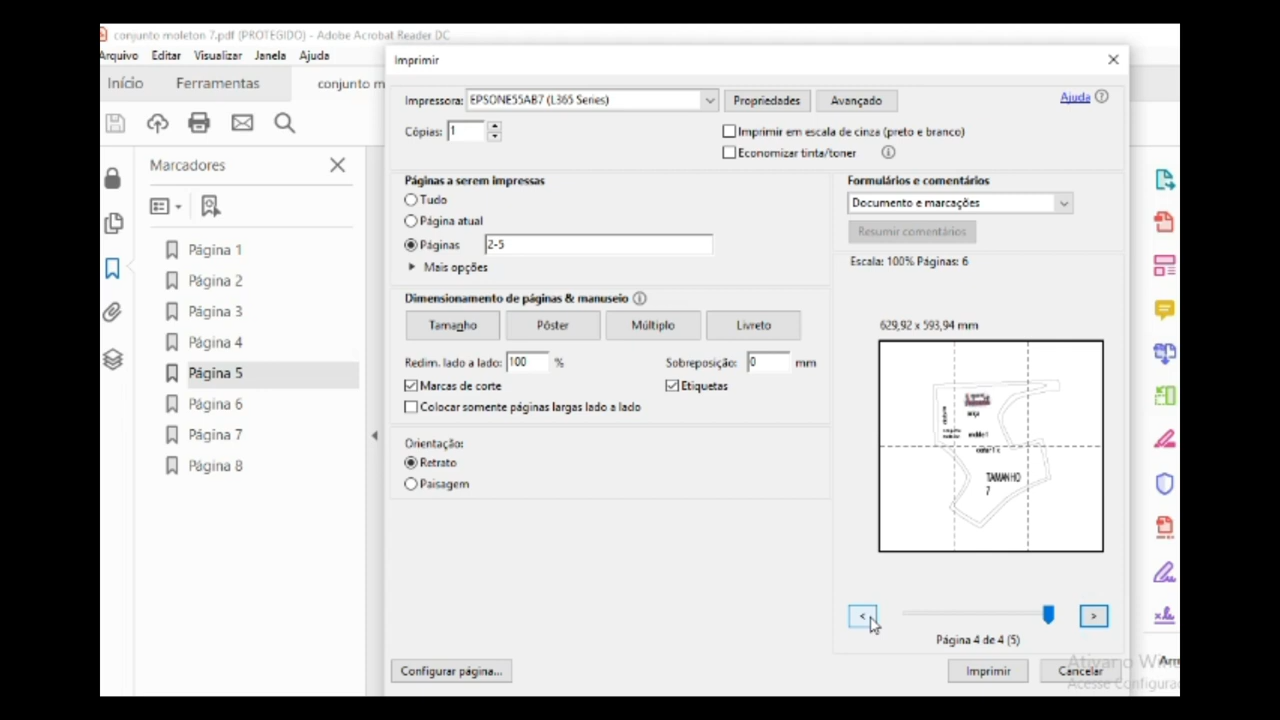 conjunto moleton 7.pdf (PROTEGIDO) - Adobe Acrobat Reader DC
Arquivo Editar Visualizar Janela Ajuda
Início Ferramentas conjunto m
Marcadores
Página 1
Página 2
Página 3
Página 4
Página 5
Página 6
Página 7
Página 8
Imprimir
Impressora: EPSONE55AB7 (L365 Series) Propriedades Avançado Ajuda
Cópias: 1 Imprimir em escala de cinza (preto e branco)
Economizar tinta/toner
Páginas a serem impressas
Tudo
Página atual
Páginas 2-5
Mais opções
Dimensionamento de páginas & manuseio
Tamanho Pôster Múltiplo Livreto
Redim. lado a lado: 100 % Sobreposição: 0 mm
Marcas de corte Etiquetas
Colocar somente páginas largas lado a lado
Orientação:
Retrato
Paisagem
Formulários e comentários
Documento e marcações
Resumir comentários
Escala: 100% Páginas: 6
629,92 x 593,94 mm
TAMANHO
7
< >
Página 4 de 4 (5)
Configurar página... Imprimir Cancelar